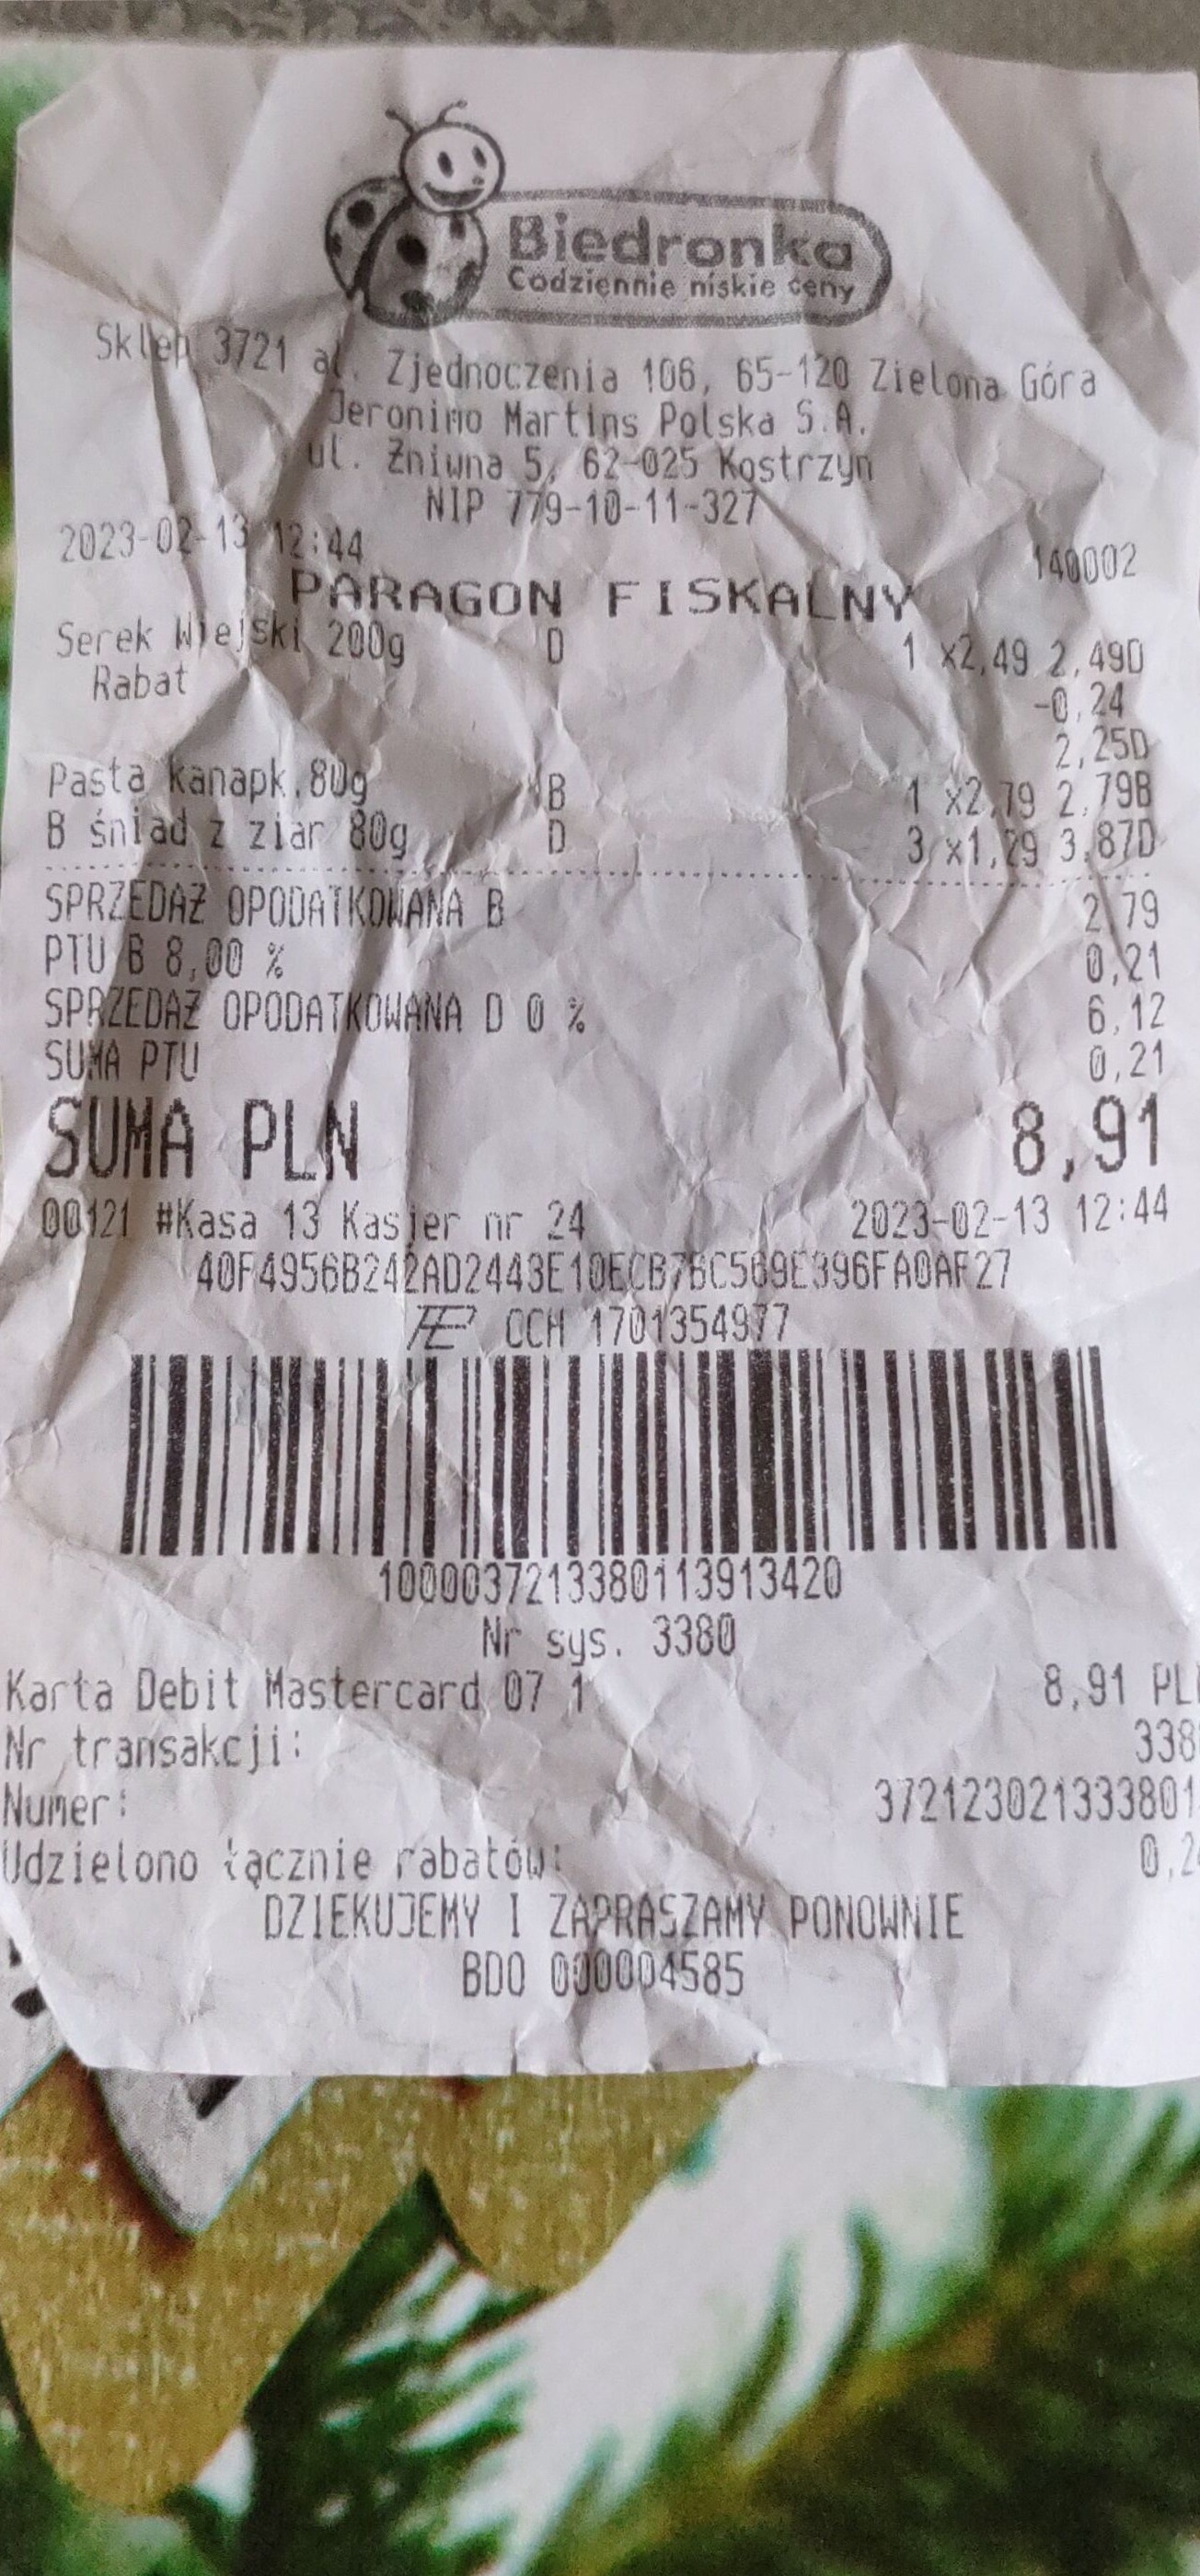 Biedronka
Codziennie niskie ceny
Sklep 3721 al. Zjednoczenia 106, 65-120 Zielona Góra
Jeronimo Martins Polska S.A.
ul. Żniwna 5, 62-025 Kostrzyn
NIP 779-10-11-327
2023-02-13 12:44 140002
PARAGON FISKALNY
Serek Wiejski 200g D 1 x2,49 2,49D
Rabat -0,24
2,25D
Pasta kanapk.80g B 1 x2,79 2,79B
B śniad z ziar 80g D 3 x1,29 3,87D
SPRZEDAŻ OPODATKOWANA B 2,79
PTU B 8,00 % 0,21
SPRZEDAŻ OPODATKOWANA D 0 % 6,12
SUMA PTU 0,21
SUMA PLN 8,91
00121 #Kasa 13 Kasjer nr 24 2023-02-13 12:44
40F4956B242AD2443E10ECB7BC569E396FA0AF27
CCH 1701354977
1000037213380113913420
Nr sys. 3380
Karta Debit Mastercard 07 1 8,91 PL
Nr transakcji: 338
Numer: 372123021333801
Udzielono łącznie rabatów: 0,2
DZIEKUJEMY I ZAPRASZAMY PONOWNIE
BDO 000004585